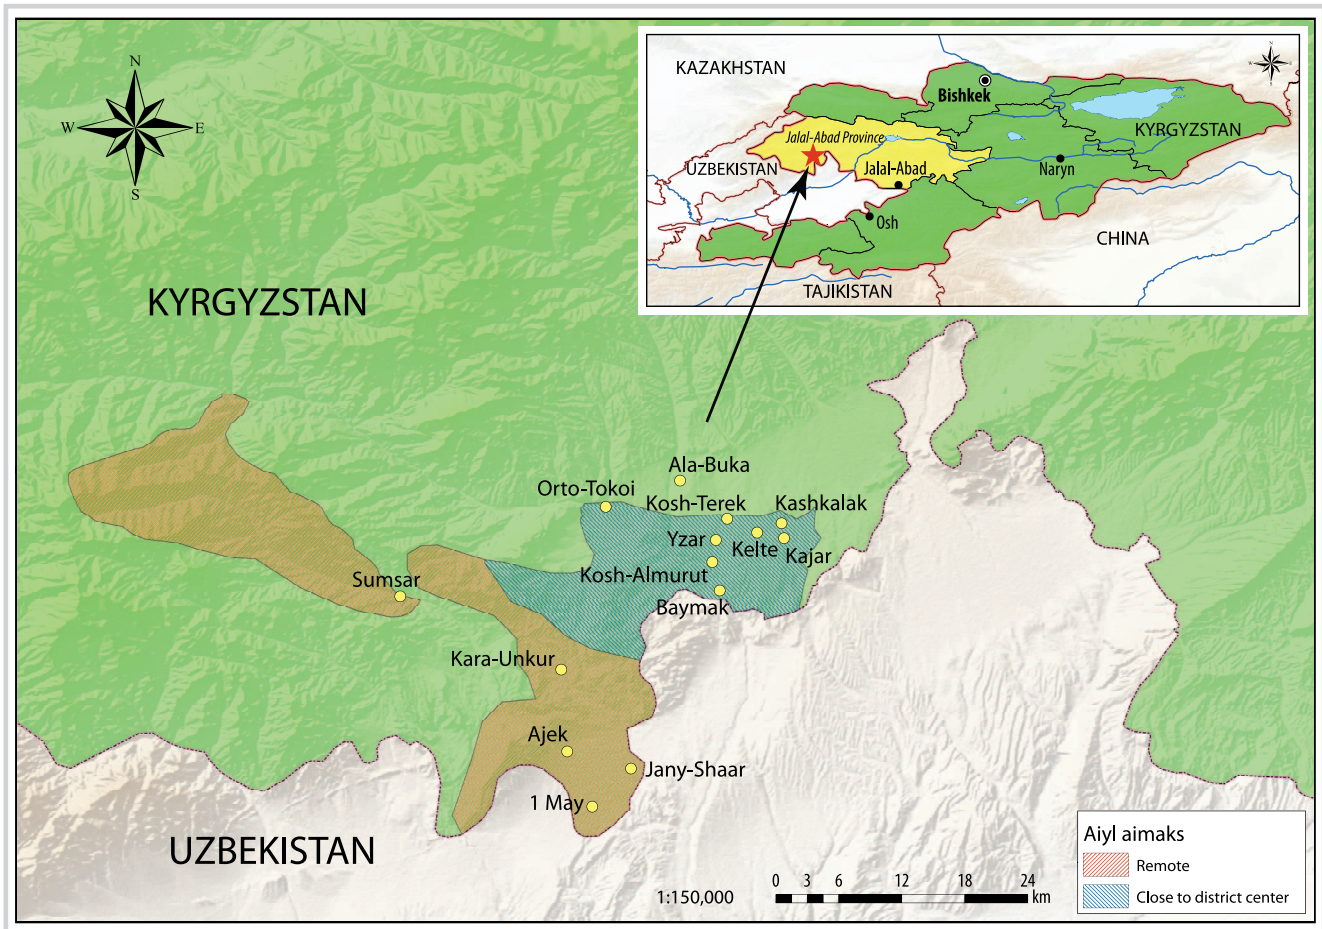 N
W
E
S
KAZAKHSTAN
Bishkek
KYRGYZSTAN
Jalal-Abad Province
UZBEKISTAN
Jalal-Abad
Naryn
Osh
CHINA
TAJIKISTAN
KYRGYZSTAN
Ala-Buka
Orto-Tokoi
Kosh-Terek
Kashkalak
Yzar
Kelte
Kajar
Kosh-Almurut
Sumsar
Baymak
Kara-Unkur
Ajek
Jany-Shaar
1 May
UZBEKISTAN
Aiyl aimaks
Remote
Close to district center
1:150,000
0 3 6 12 18 24
km